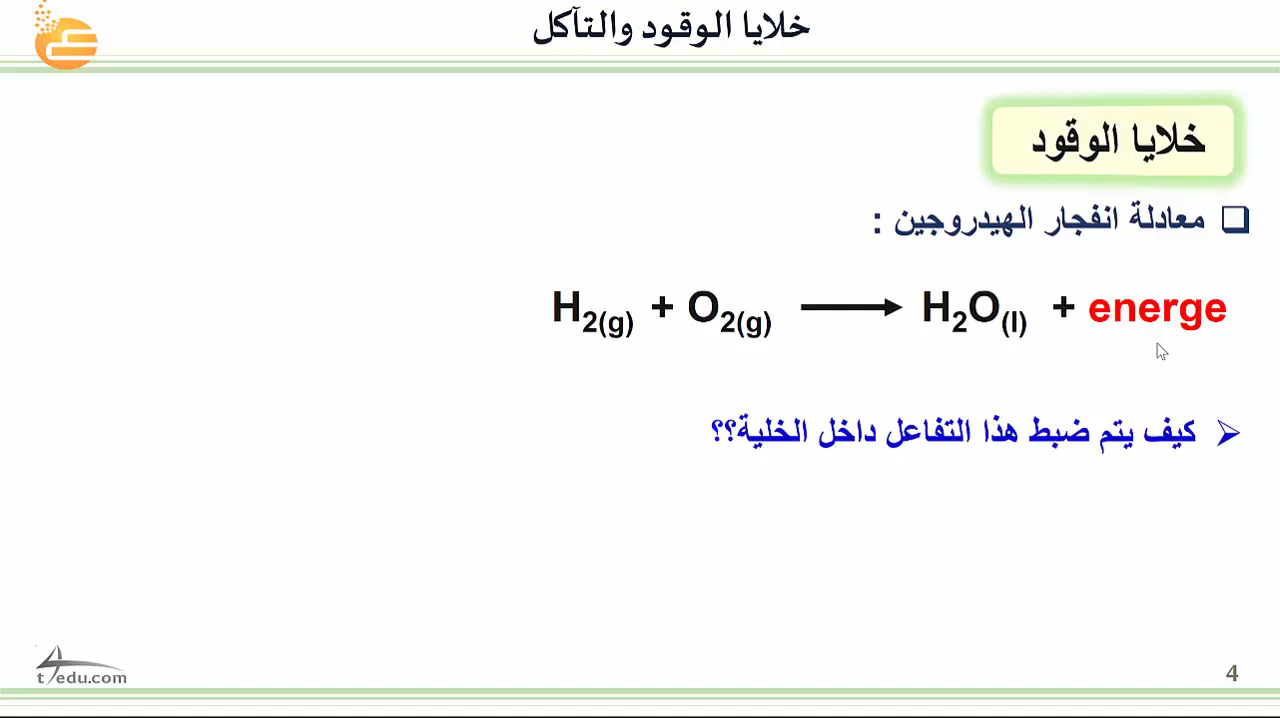 خلايا الوقود والتآكل
خلايا الوقود
❑ معادلة انفجار الهيدروجين :
H₂(g) + O₂(g) ⟶ H₂O(l) + energe
➢ كيف يتم ضبط هذا التفاعل داخل الخلية؟؟
t4edu.com
4